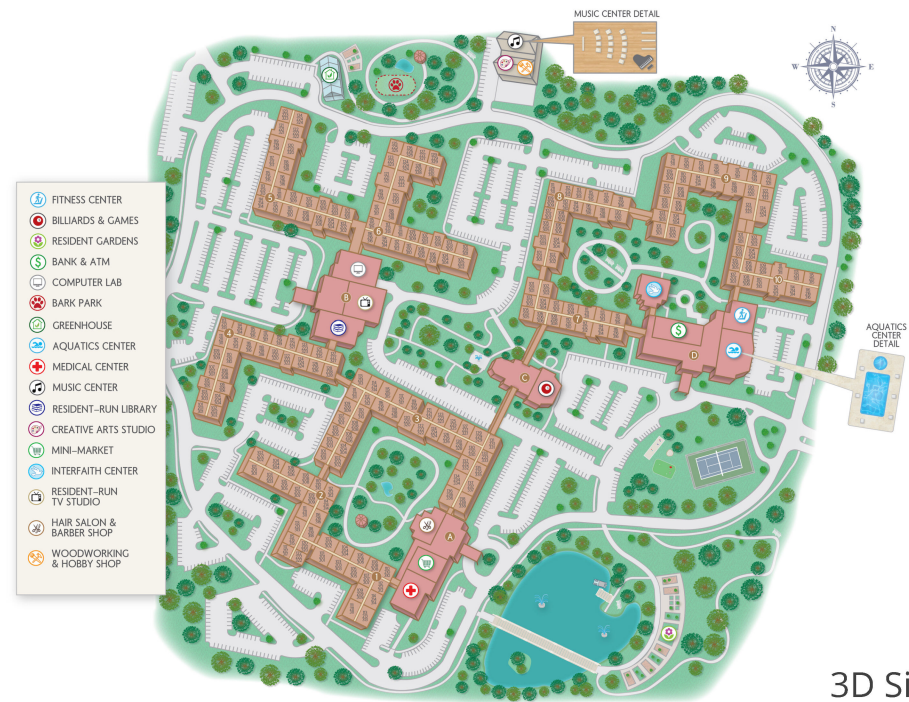 MUSIC CENTER DETAIL
N
W
E
S
FITNESS CENTER
BILLIARDS & GAMES
RESIDENT GARDENS
$
BANK & ATM
COMPUTER LAB
BARK PARK
GREENHOUSE
AQUATICS CENTER
MEDICAL CENTER
MUSIC CENTER
RESIDENT–RUN LIBRARY
CREATIVE ARTS STUDIO
MINI–MARKET
INTERFAITH CENTER
RESIDENT–RUN
TV STUDIO
HAIR SALON &
BARBER SHOP
WOODWORKING
& HOBBY SHOP
9
8
5
6
10
B
7
$
D
4
C
3
2
A
1
AQUATICS
CENTER
DETAIL
3D Si